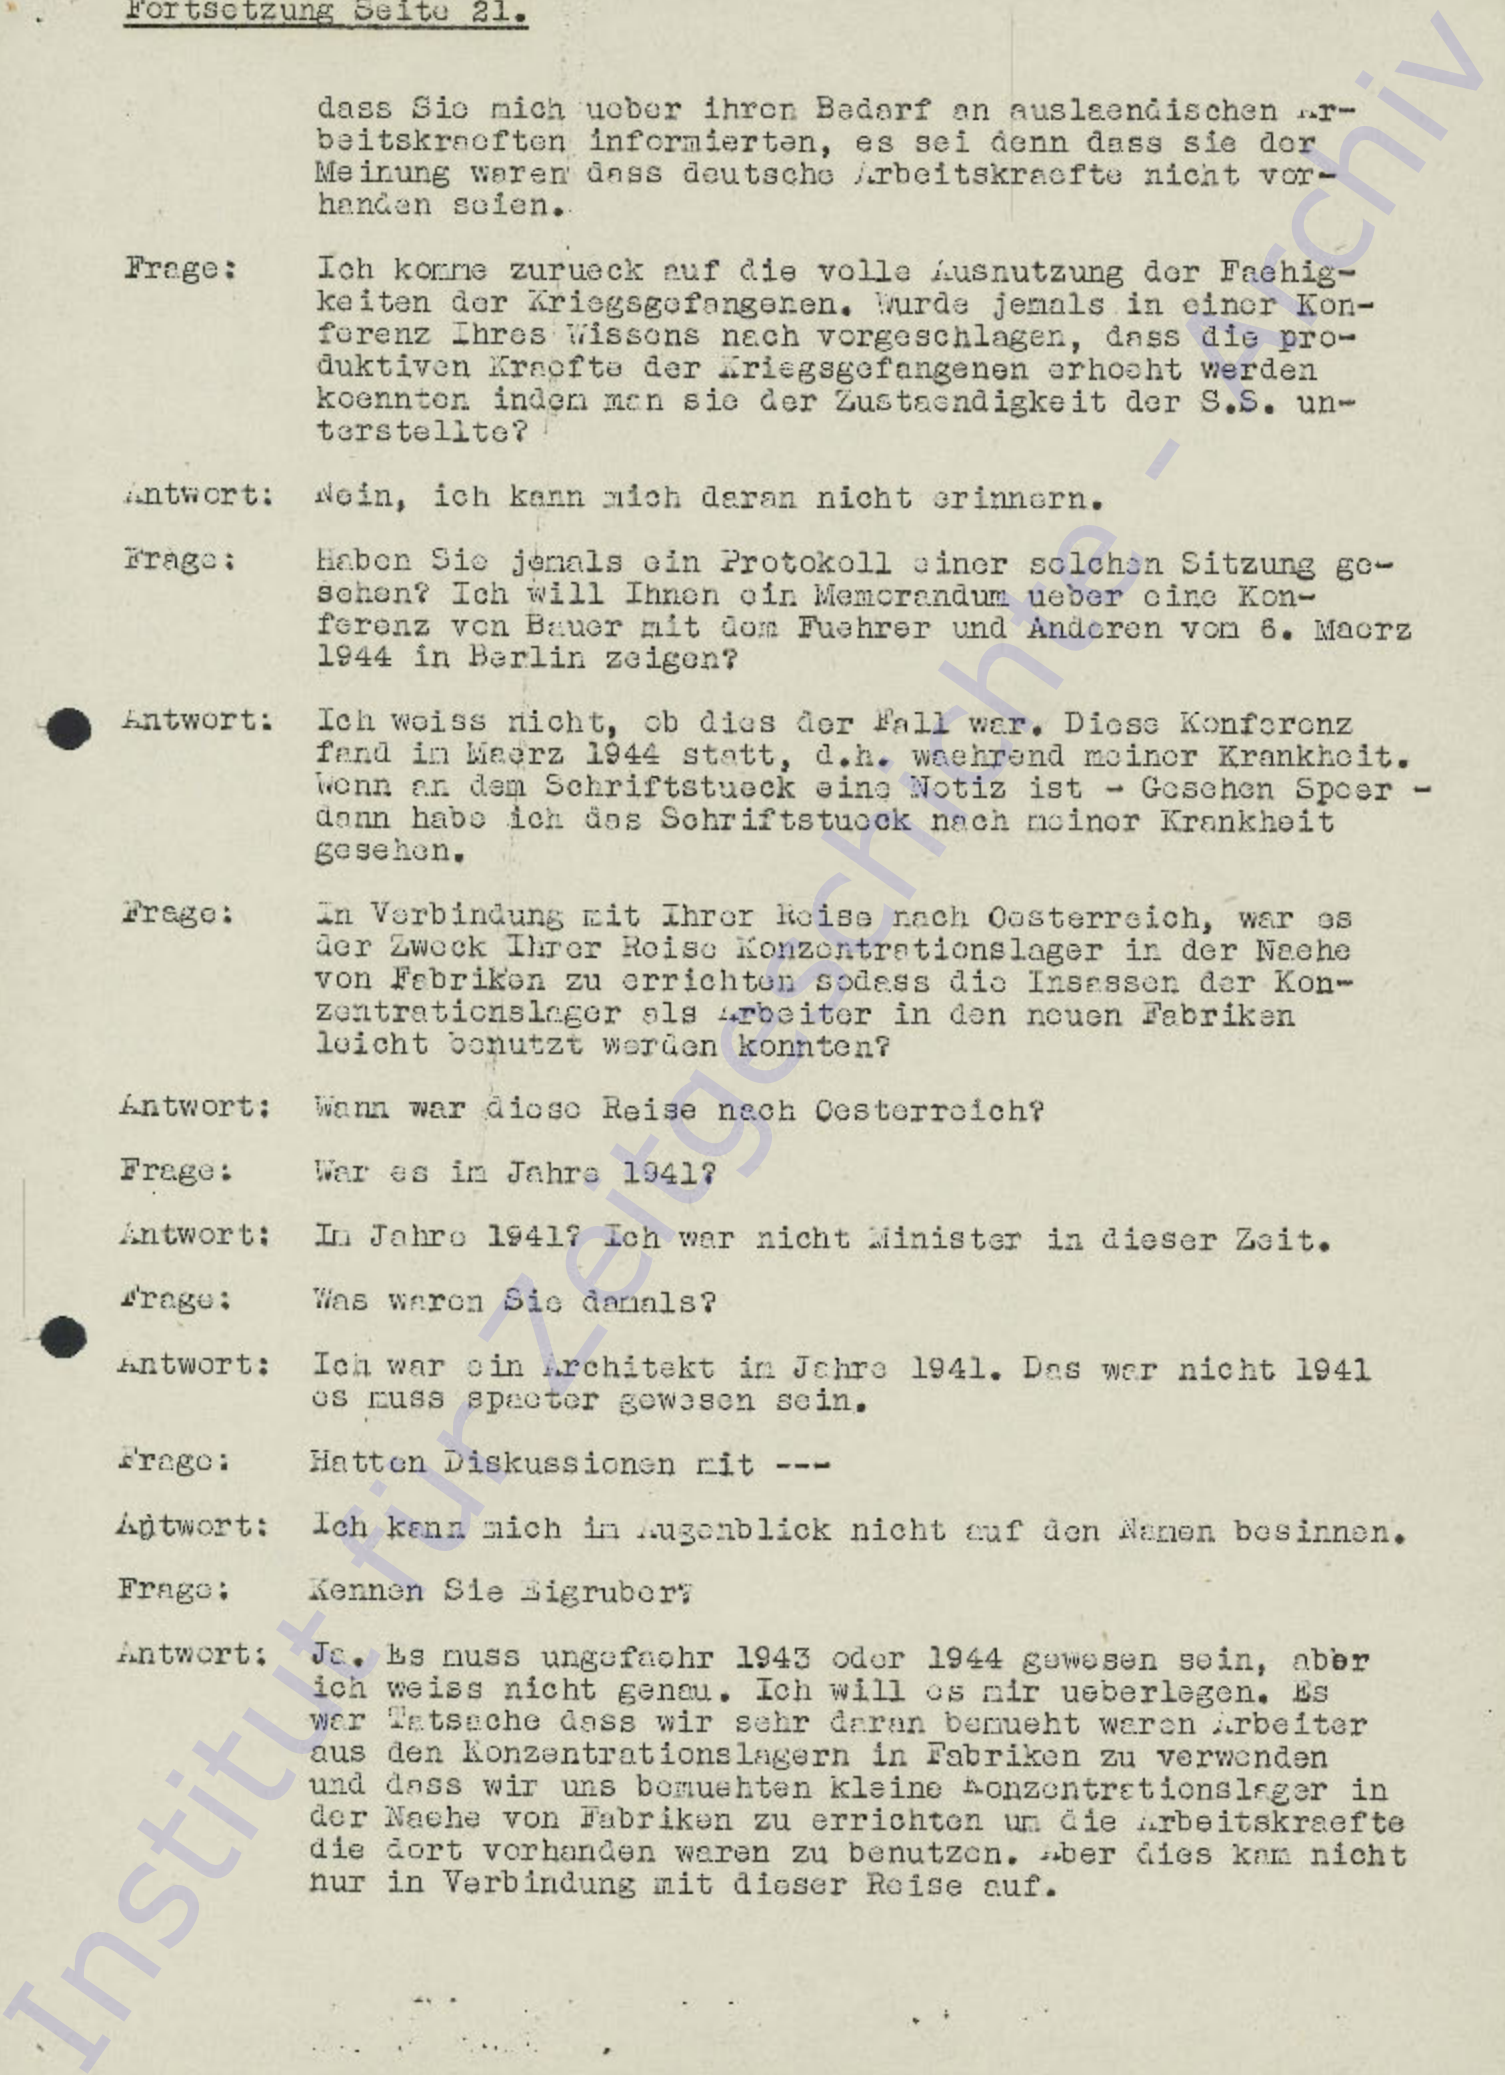 Fortsetzung Seite 21.
dass Sie mich ueber ihren Bedarf an auslaendischen Ar-
beitskraeften informierten, es sei denn dass sie der
Meinung waren dass deutsche Arbeitskraefte nicht vor-
handen seien.
Frage: Ich komme zurueck auf die volle Ausnutzung der Faehig-
keiten der Kriegsgefangenen. Wurde jemals in einer Kon-
ferenz Ihres Wissens nach vorgeschlagen, dass die pro-
duktiven Kraefte der Kriegsgefangenen erhoeht werden
koennten indem man sie der Zustaendigkeit der S.S. un-
terstellte?
Antwort: Nein, ich kann mich daran nicht erinnern.
Frage: Haben Sie jemals ein Protokoll einer solchen Sitzung ge-
sehen? Ich will Ihnen ein Memorandum ueber eine Kon-
ferenz von Bauer mit dem Fuehrer und Anderen vom 6. Maerz
1944 in Berlin zeigen?
Antwort: Ich weiss nicht, ob dies der Fall war. Diese Konferenz
fand im Maerz 1944 statt, d.h. waehrend meiner Krankheit.
Wenn an dem Schriftstueck eine Notiz ist - Gesehen Speer -
dann habe ich das Schriftstueck nach meiner Krankheit
gesehen.
Frage: In Verbindung mit Ihrer Reise nach Oesterreich, war es
der Zweck Ihrer Reise Konzentrationslager in der Naehe
von Fabriken zu errichten sodass die Insassen der Kon-
zentrationslager als Arbeiter in den neuen Fabriken
leicht benutzt werden konnten?
Antwort: Wann war diese Reise nach Oesterreich?
Frage: War es im Jahre 1941?
Antwort: Im Jahre 1941? Ich war nicht Minister in dieser Zeit.
Frage: Was waren Sie damals?
Antwort: Ich war ein Architekt im Jahre 1941. Das war nicht 1941
es muss spaeter gewesen sein.
Frage: Hatten Diskussionen mit ---
Antwort: Ich kann mich im Augenblick nicht auf den Namen besinnen.
Frage: Kennen Sie Eigruber?
Antwort: Ja. Es muss ungefaehr 1943 oder 1944 gewesen sein, aber
ich weiss nicht genau. Ich will es mir ueberlegen. Es
war Tatsache dass wir sehr daran bemueht waren Arbeiter
aus den Konzentrationslagern in Fabriken zu verwenden
und dass wir uns bemuehten kleine Konzentrationslager in
der Naehe von Fabriken zu errichten um die Arbeitskraefte
die dort vorhanden waren zu benutzen. Aber dies kam nicht
nur in Verbindung mit dieser Reise auf.
Institut für Zeitgeschichte - Archiv